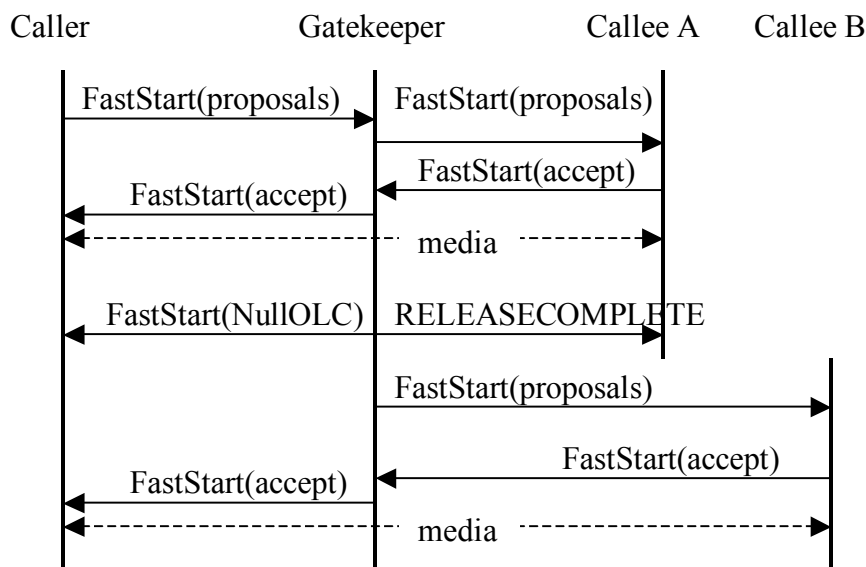 Caller Gatekeeper Callee A Callee B
FastStart(proposals) FastStart(proposals)
FastStart(accept)
FastStart(accept)
media
FastStart(NullOLC) RELEASECOMPLETE
FastStart(proposals)
FastStart(accept)
FastStart(accept)
media